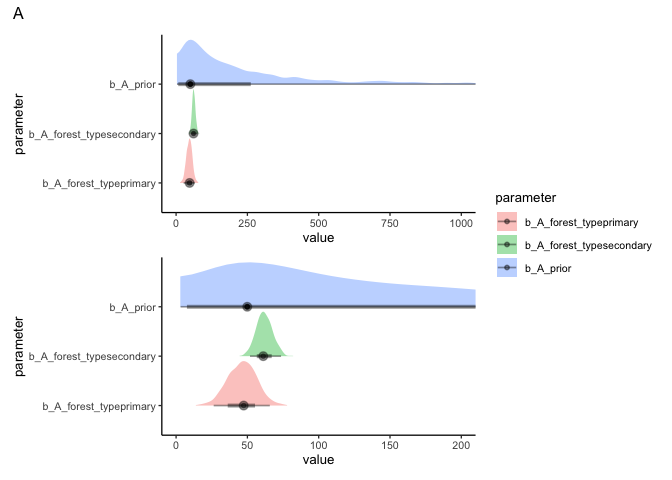 A
parameter
b_A_prior
b_A_forest_typesecondary
b_A_forest_typeprimary
0 250 500 750 1000
value
parameter
b_A_prior
b_A_forest_typesecondary
b_A_forest_typeprimary
0 50 100 150 200
value
parameter
b_A_forest_typeprimary
b_A_forest_typesecondary
b_A_prior